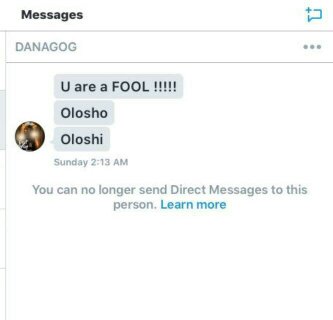 Messages
DANAGOG
U are a FOOL !!!!!
Olosho
Oloshi
Sunday 2:13 AM
You can no longer send Direct Messages to this
person. Learn more